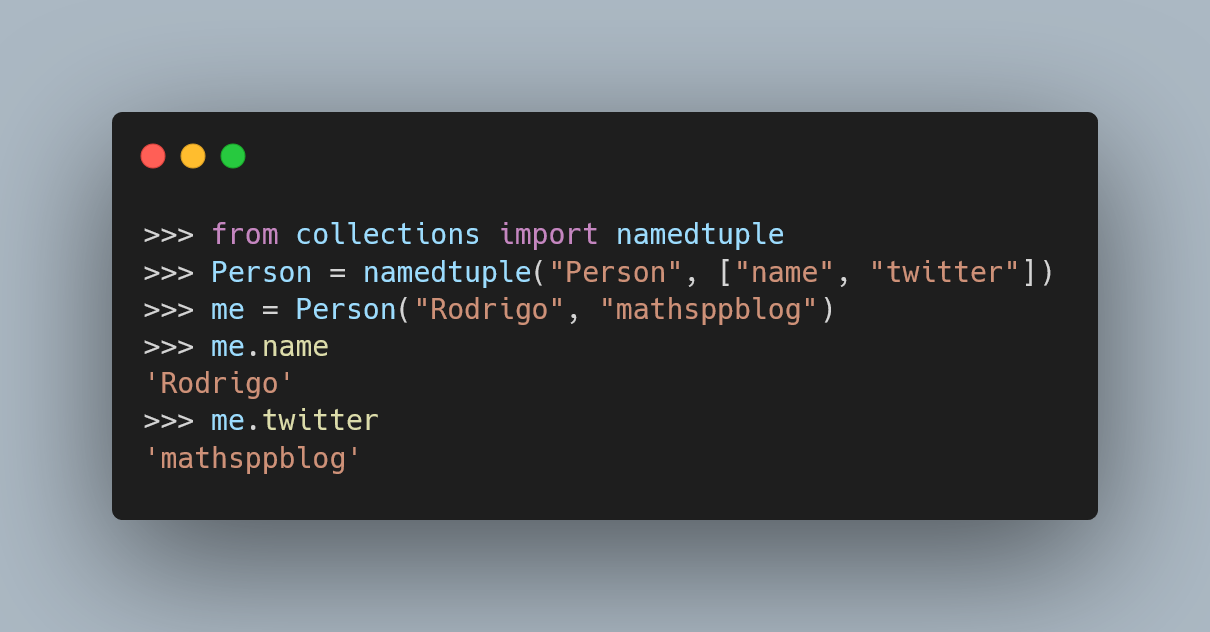 >>> from collections import namedtuple
>>> Person = namedtuple("Person", ["name", "twitter"])
>>> me = Person("Rodrigo", "mathsppblog")
>>> me.name
'Rodrigo'
>>> me.twitter
'mathsppblog'